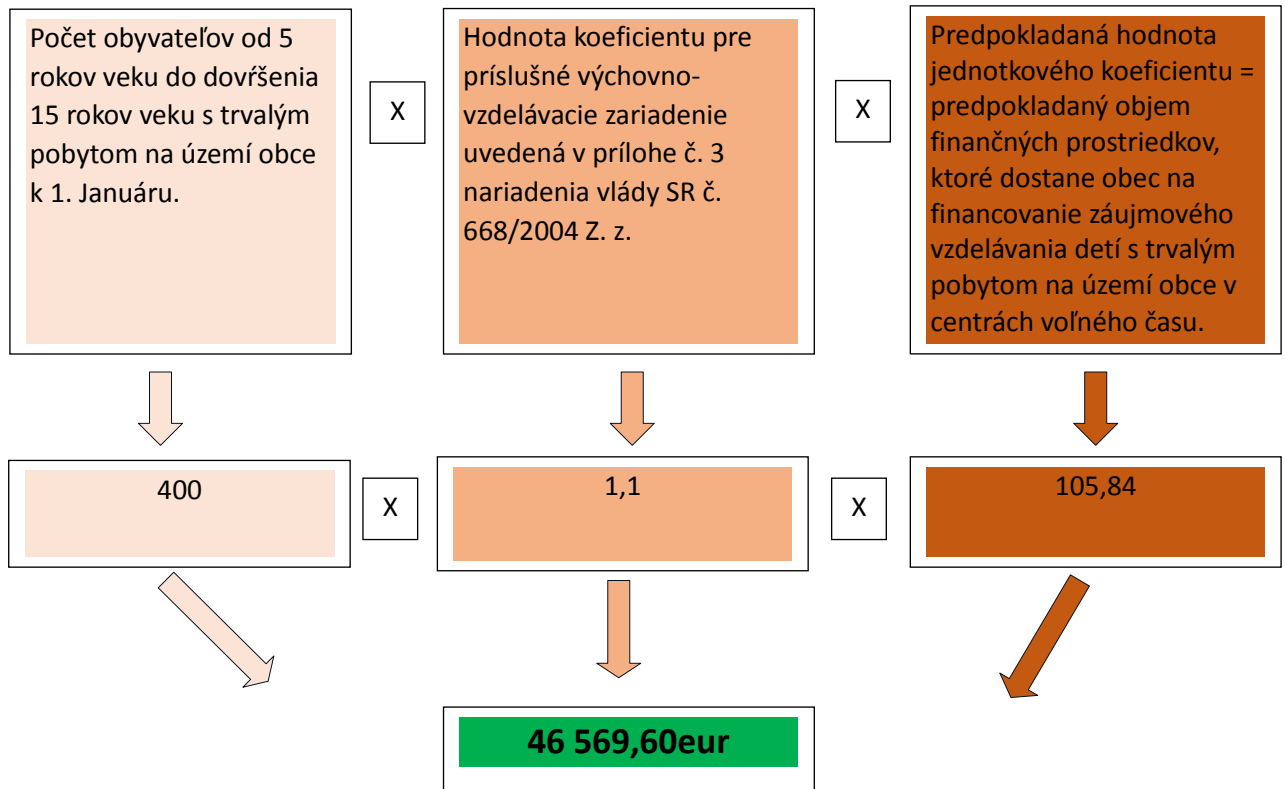 Počet obyvateľov od 5
rokov veku do dovŕšenia
15 rokov veku s trvalým
pobytom na území obce
k 1. Januáru.
X
Hodnota koeficientu pre
príslušné výchovno-
vzdelávacie zariadenie
uvedená v prílohe č. 3
nariadenia vlády SR č.
668/2004 Z. z.
X
Predpokladaná hodnota
jednotkového koeficientu =
predpokladaný objem
finančných prostriedkov,
ktoré dostane obec na
financovanie záujmového
vzdelávania detí s trvalým
pobytom na území obce v
centrách voľného času.
400
X
1,1
X
105,84
46 569,60eur